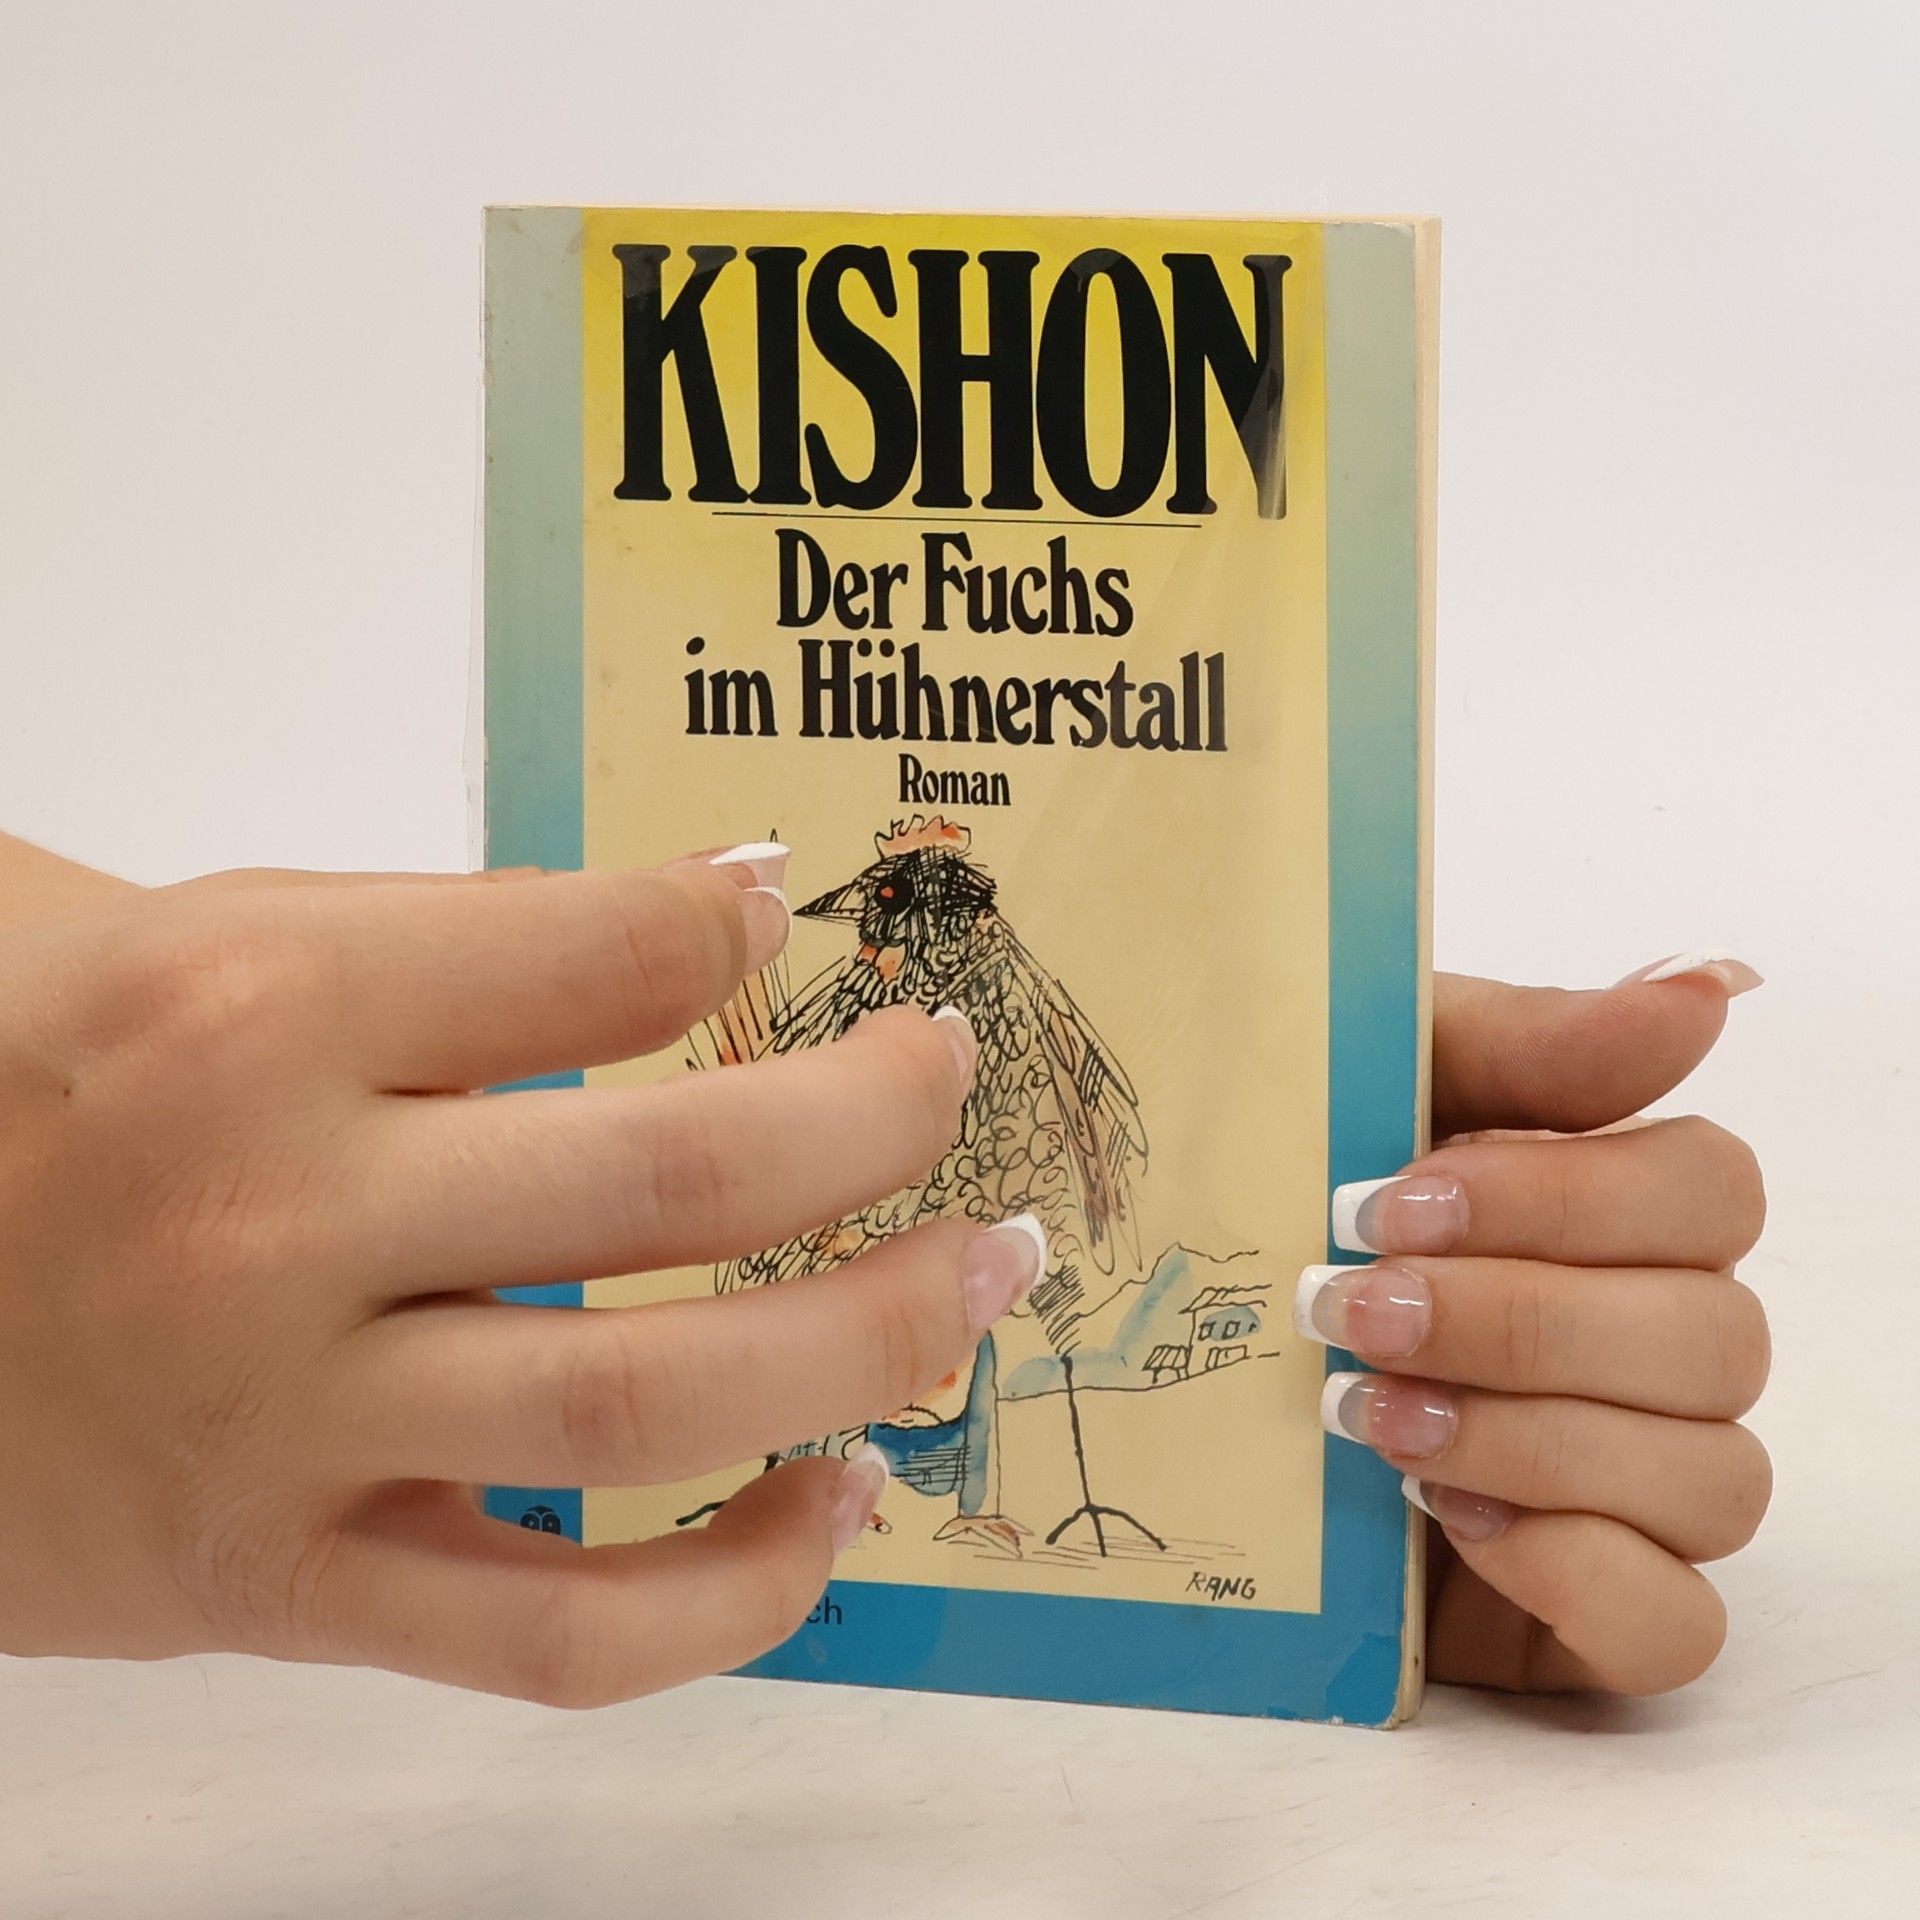 KISHON
Der Fuchs
im Hühnerstall
Roman
RANG